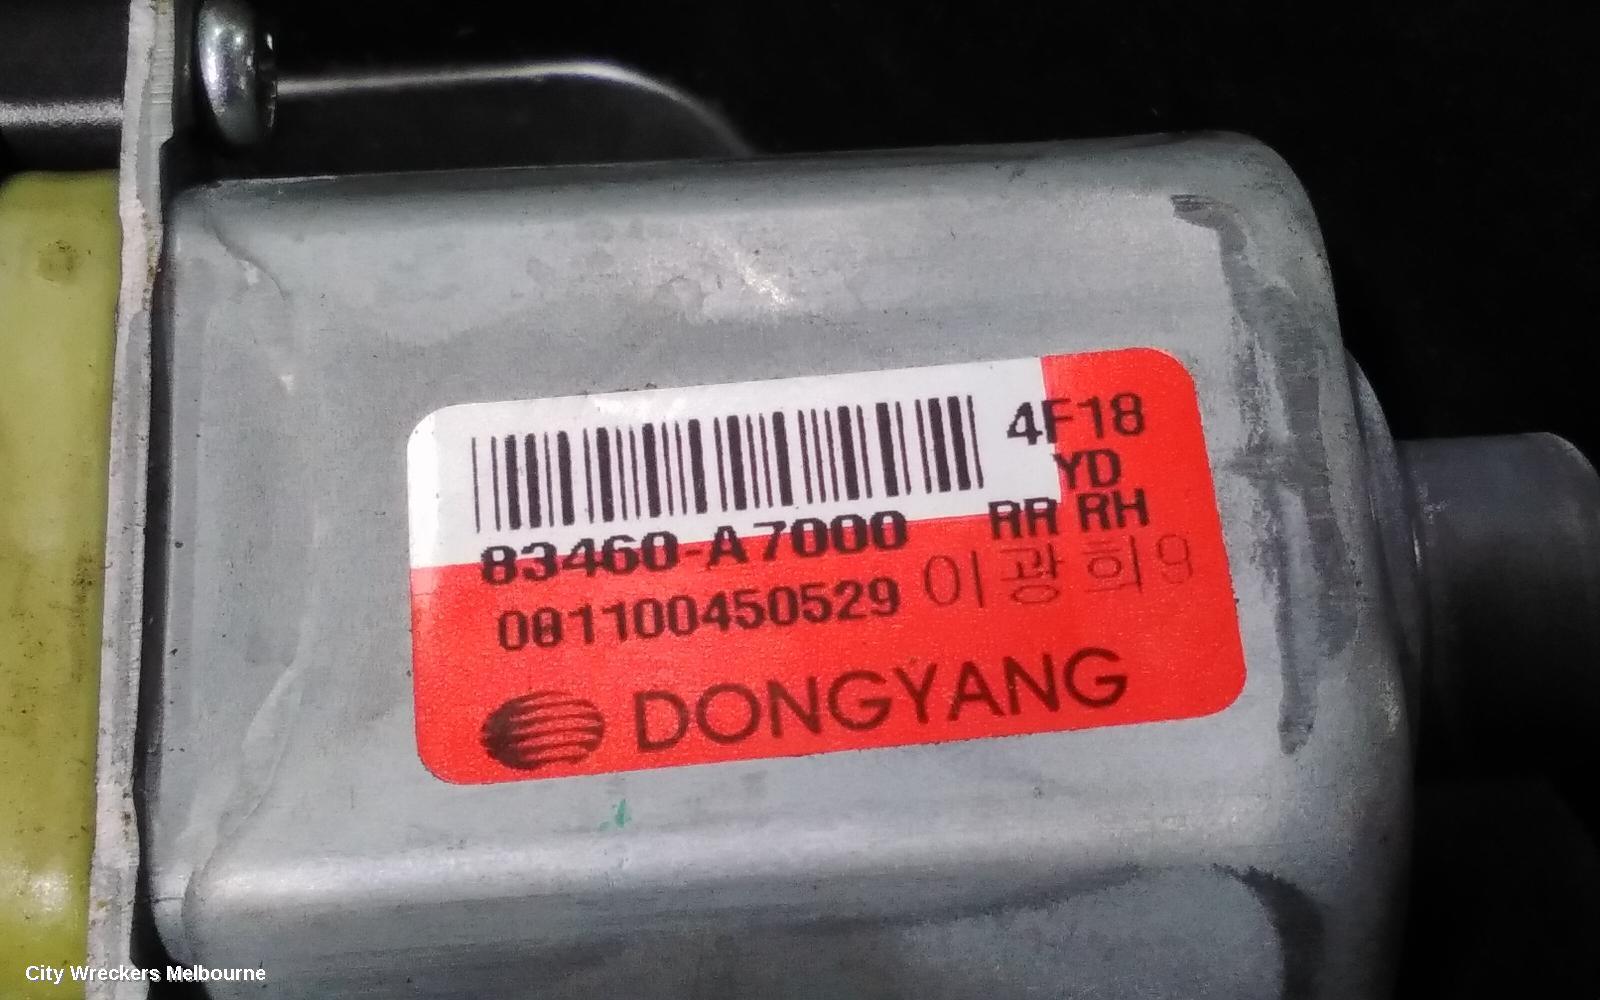 4F18
YD
83460-A7000 RR RH
001100450529 이광희9
DONGYANG
City Wreckers Melbourne